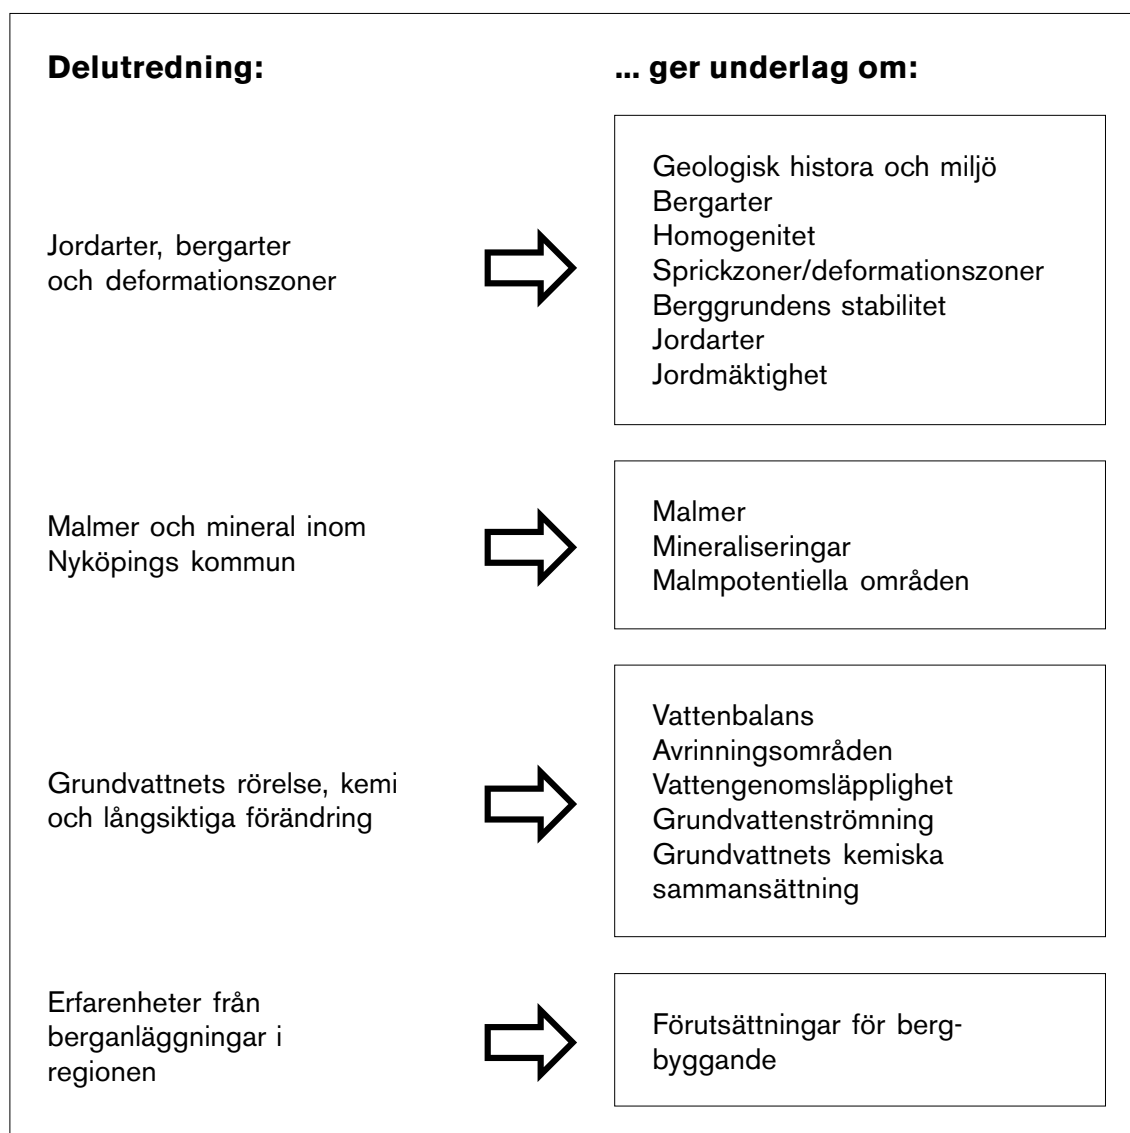 Delutredning:
... ger underlag om:
Jordarter, bergarter
och deformationszoner
Geologisk histora och miljö
Bergarter
Homogenitet
Sprickzoner/deformationszoner
Berggrundens stabilitet
Jordarter
Jordmäktighet
Malmer och mineral inom
Nyköpings kommun
Malmer
Mineraliseringar
Malmpotentiella områden
Grundvattnets rörelse, kemi
och långsiktiga förändring
Vattenbalans
Avrinningsområden
Vattengenomsläpplighet
Grundvattenströmning
Grundvattnets kemiska
sammansättning
Erfarenheter från
berganläggningar i
regionen
Förutsättningar för berg-
byggande